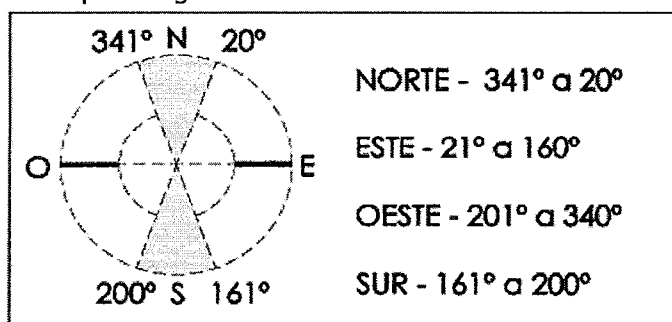 341° N 20°
O E
200° S 161°
NORTE - 341° a 20°
ESTE - 21° a 160°
OESTE - 201° a 340°
SUR - 161° a 200°